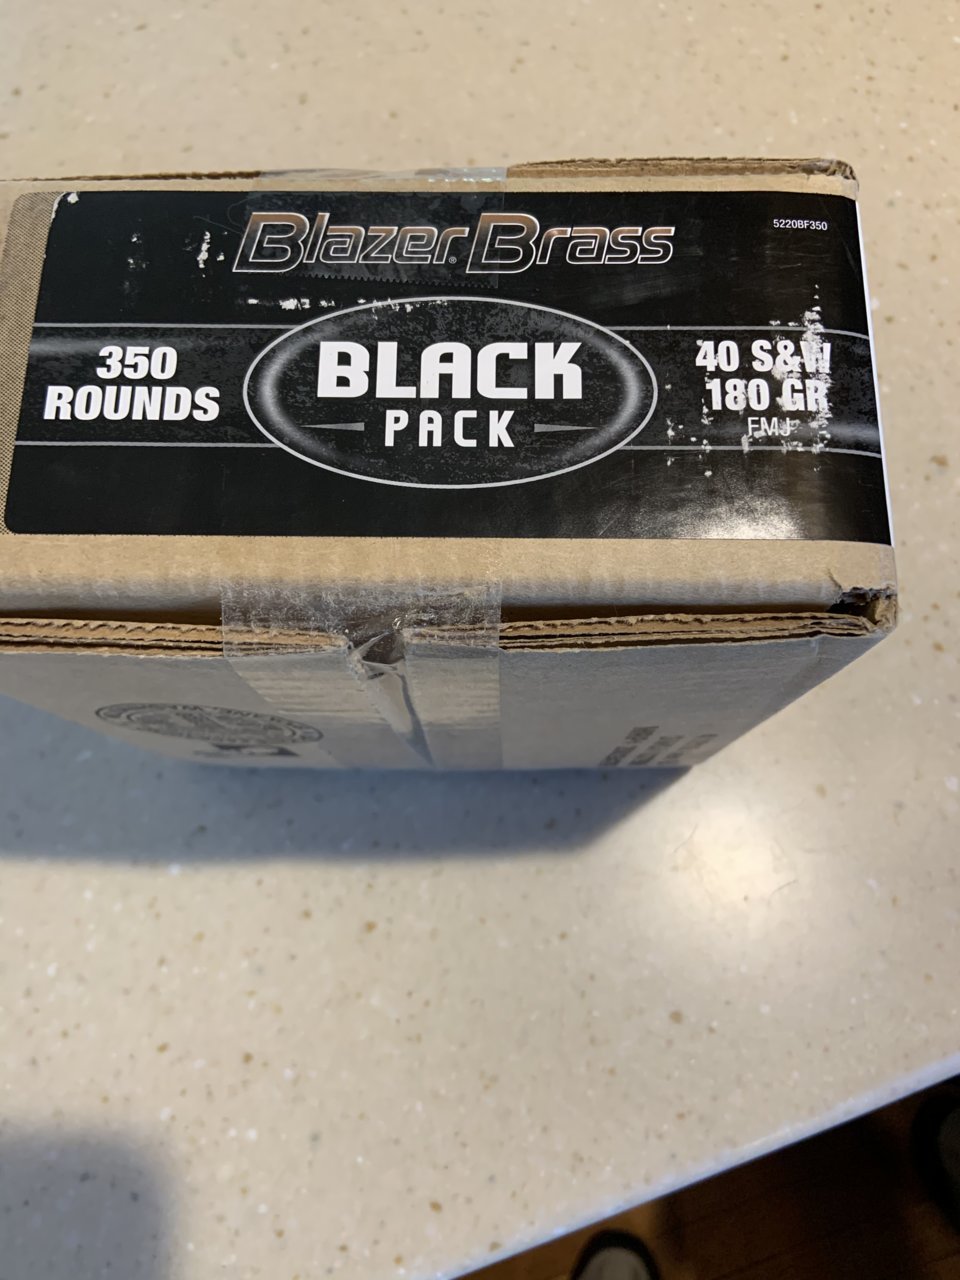 Blazer® Brass
5220BF350
350
ROUNDS
BLACK
PACK
40 S&W
180 GR
FMJ